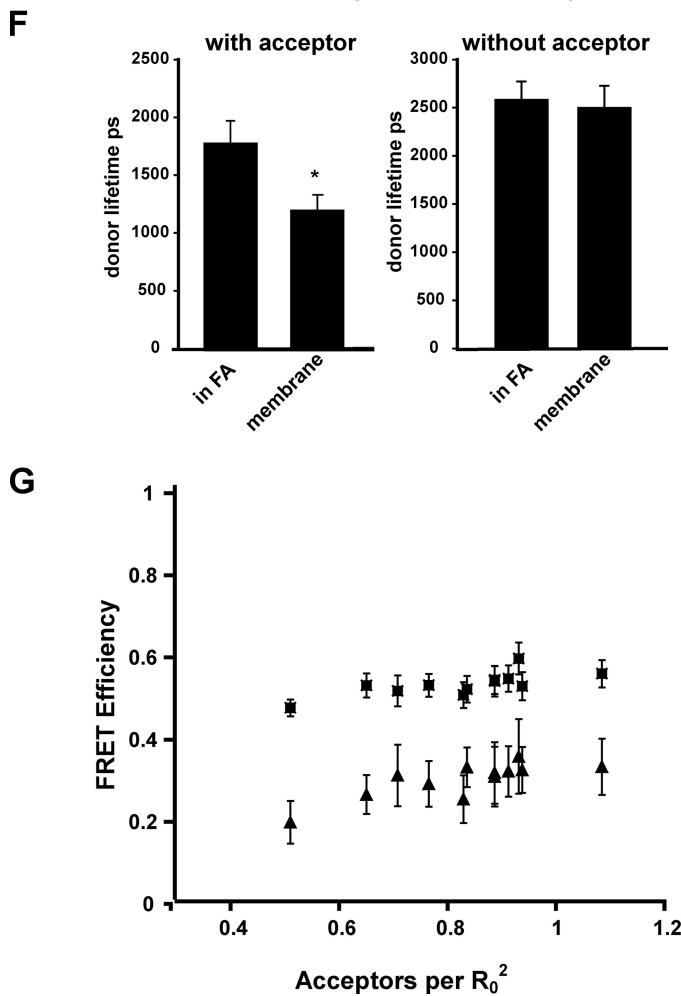 F
with acceptor
without acceptor
donor lifetime ps
2500
2000
1500
1000
500
0
*
in FA
membrane
donor lifetime ps
3000
2500
2000
1500
1000
500
0
in FA
membrane
G
FRET Efficiency
1
0.8
0.6
0.4
0.2
0
0.4
0.6
0.8
1
1.2
Acceptors per R₀²